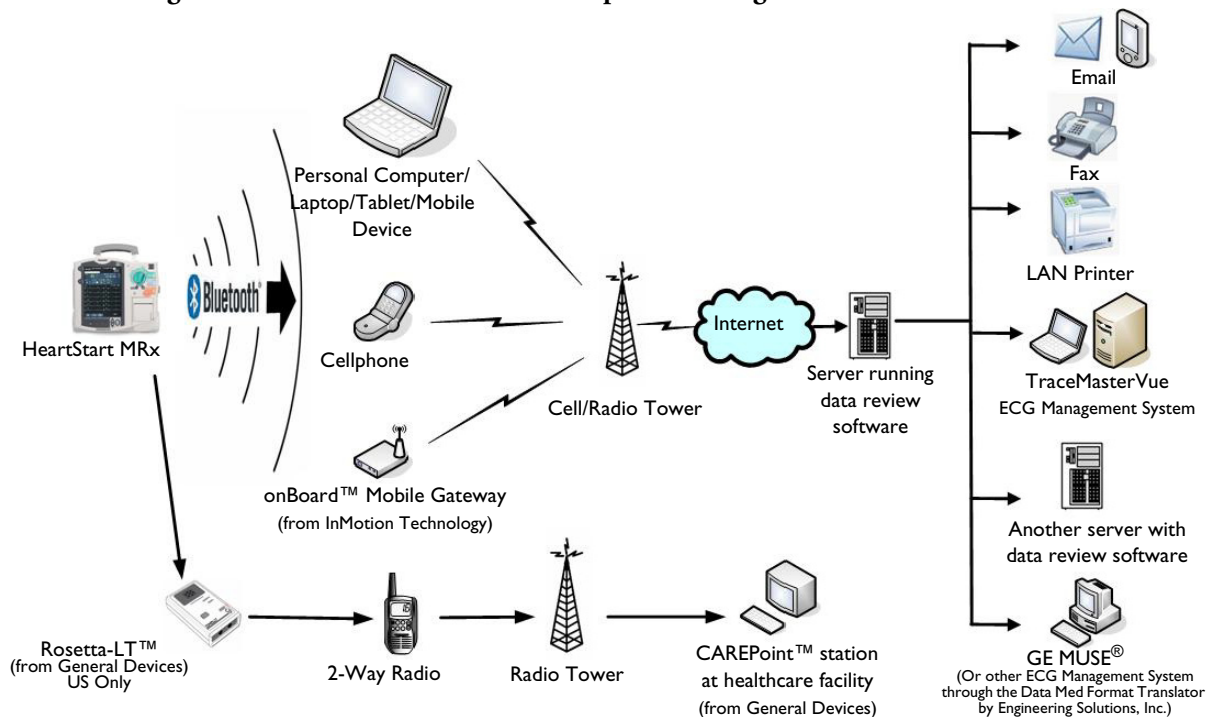 Email
Fax
LAN Printer
TraceMasterVue
ECG Management System
Another server with
data review software
GE MUSE®
(Or other ECG Management System
through the Data Med Format Translator
by Engineering Solutions, Inc.)
Personal Computer/
Laptop/Tablet/Mobile
Device
Bluetooth®
HeartStart MRx
Cellphone
onBoard™ Mobile Gateway
(from InMotion Technology)
Cell/Radio Tower
Internet
Server running
data review
software
Rosetta-LT™
(from General Devices)
US Only
2-Way Radio
Radio Tower
CAREPoint™ station
at healthcare facility
(from General Devices)